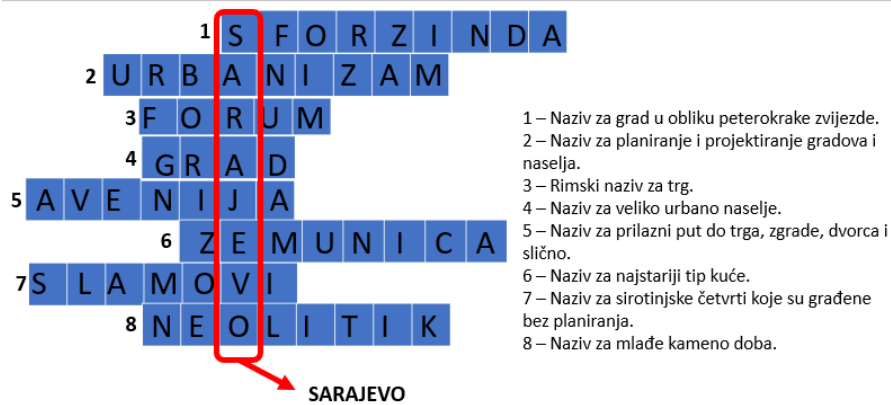 1 S F O R Z I N D A
2 U R B A N I Z A M
3 F O R U M
4 G R A D
5 A V E N I J A
6 Z E M U N I C A
7 S L A M O V I
8 N E O L I T I K
SARAJEVO
1 – Naziv za grad u obliku peterokrake zvijezde.
2 – Naziv za planiranje i projektiranje gradova i
naselja.
3 – Rimski naziv za trg.
4 – Naziv za veliko urbano naselje.
5 – Naziv za prilazni put do trga, zgrade, dvorca i
slično.
6 – Naziv za najstariji tip kuće.
7 – Naziv za sirotinjske četvrti koje su građene
bez planiranja.
8 – Naziv za mlađe kameno doba.